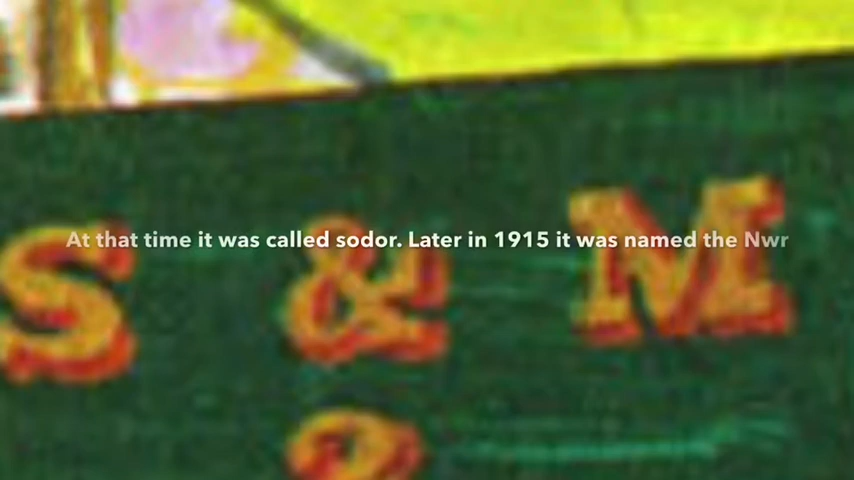 At that time it was called sodor. Later in 1915 it was named the Nwr
S & M